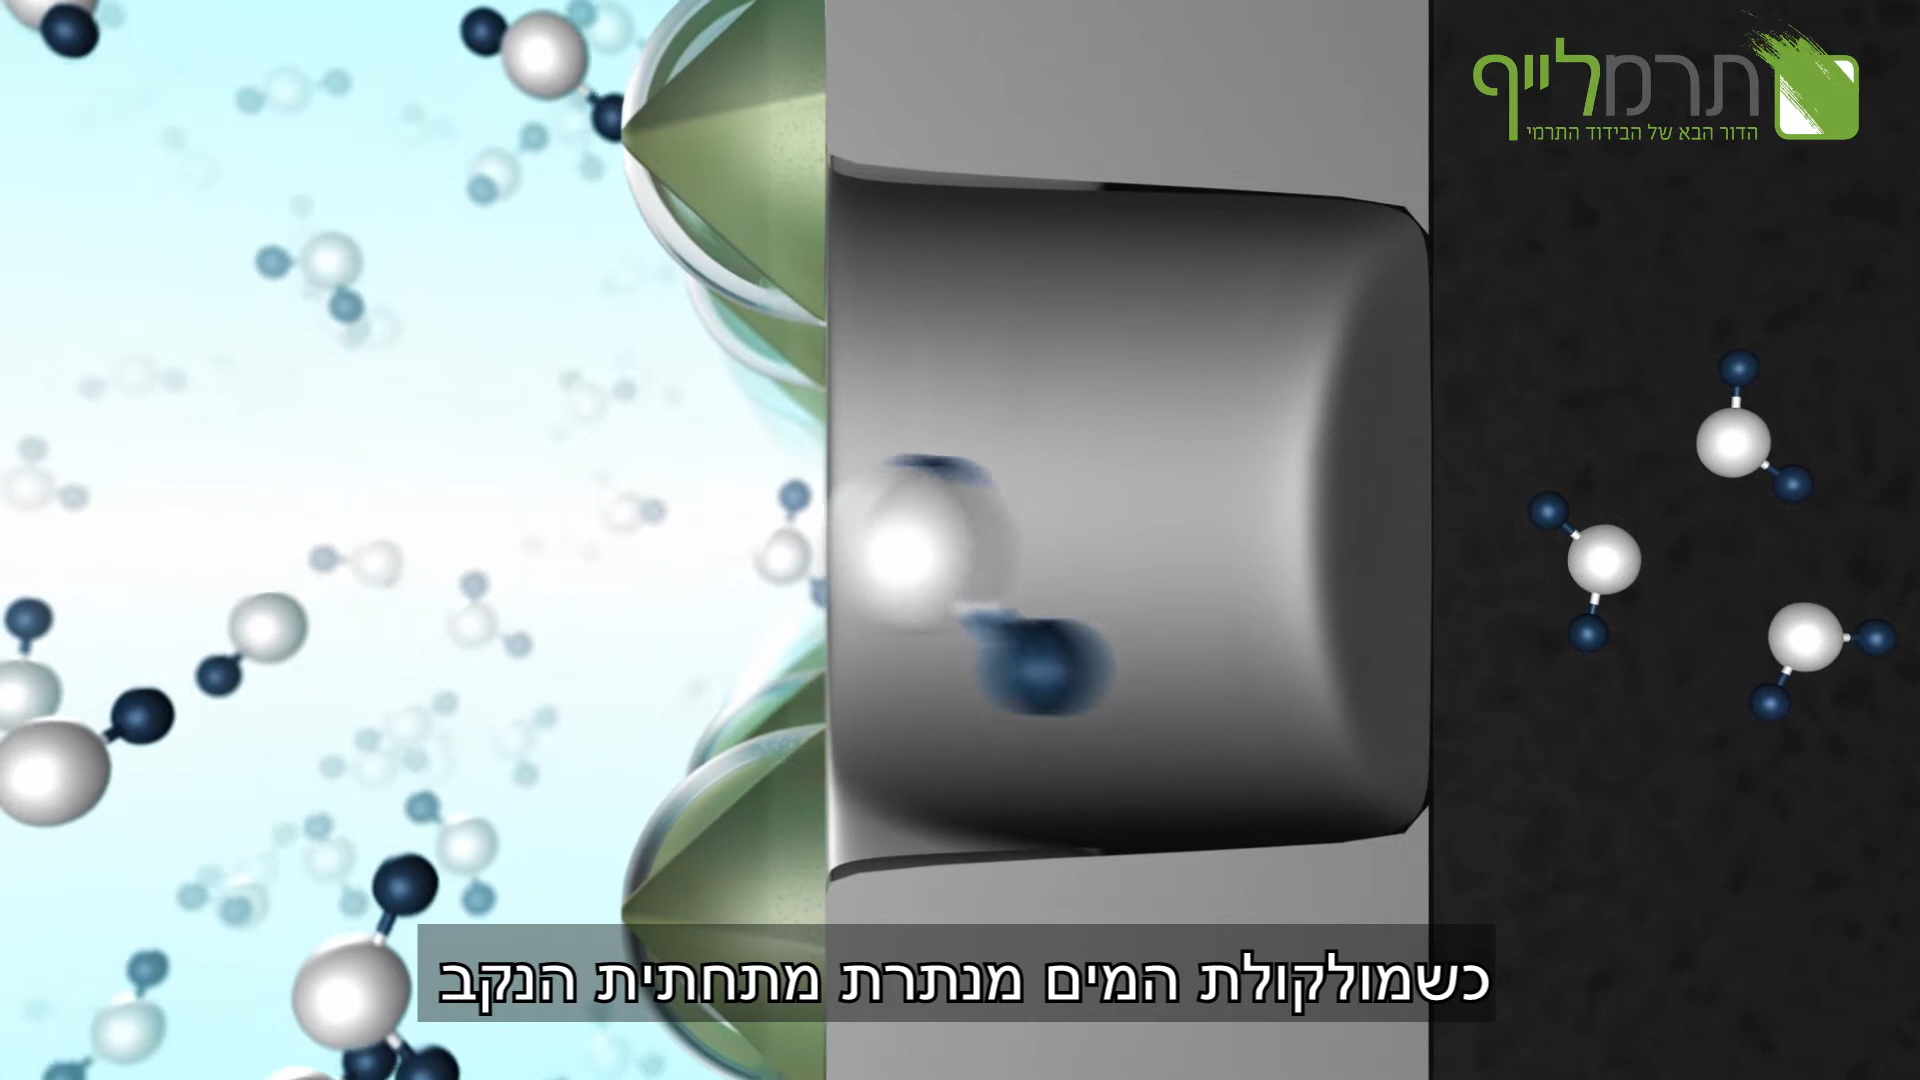 תרמלייף
הדור הבא של הבידוד התרמי
כשמולקולת המים מנתרת מתחתית הנקב